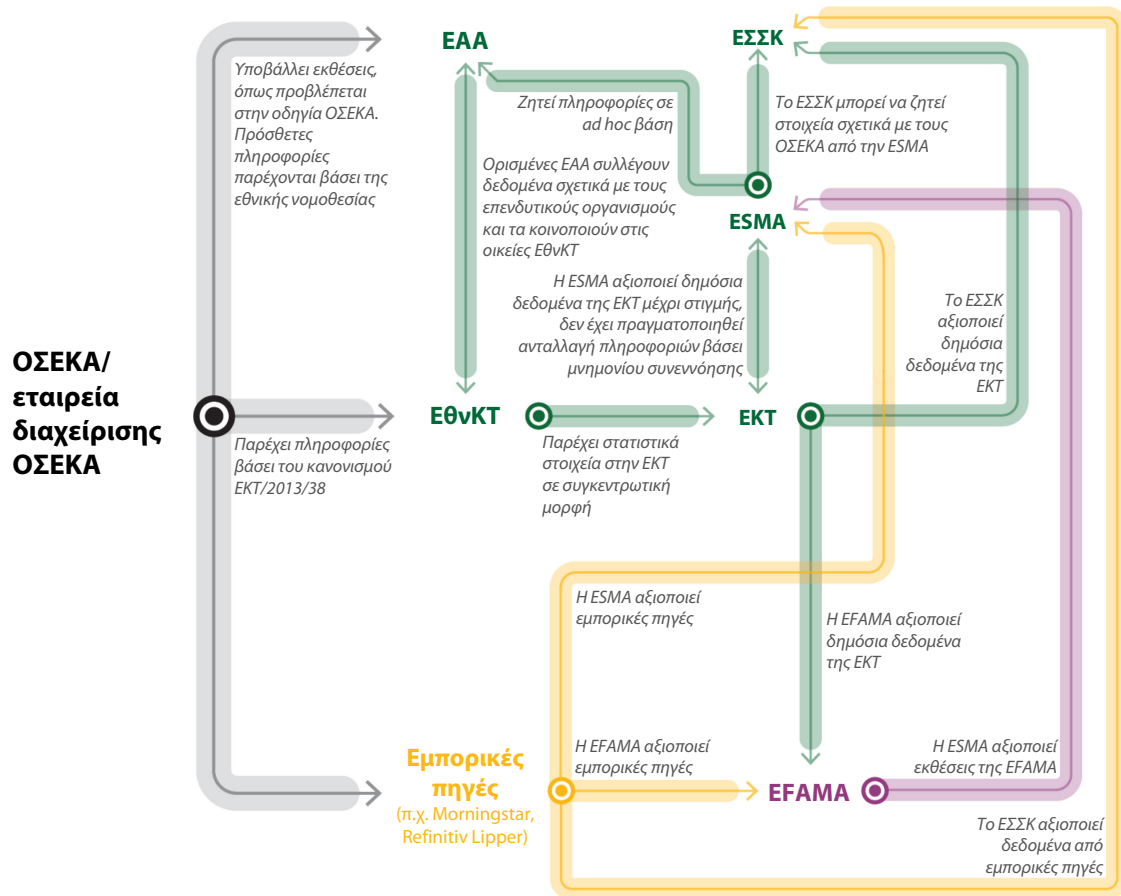 ΕΑΑ
ΕΣΣΚ
Υποβάλλει εκθέσεις,
όπως προβλέπεται
στην οδηγία ΟΣΕΚΑ.
Πρόσθετες
πληροφορίες
παρέχονται βάσει της
εθνικής νομοθεσίας
Ζητεί πληροφορίες σε
ad hoc βάση
Το ΕΣΣΚ μπορεί να ζητεί
στοιχεία σχετικά με τους
ΟΣΕΚΑ από την ESMA
Ορισμένες ΕΑΑ συλλέγουν
δεδομένα σχετικά με τους
επενδυτικούς οργανισμούς
και τα κοινοποιούν στις
οικείες ΕθνΚΤ
ESMA
Η ESMA αξιοποιεί δημόσια
δεδομένα της ΕΚΤ μέχρι στιγμής,
δεν έχει πραγματοποιηθεί
ανταλλαγή πληροφοριών βάσει
μνημονίου συνεννόησης
Το ΕΣΣΚ
αξιοποιεί
δημόσια
δεδομένα της
ΕΚΤ
ΟΣΕΚΑ/
εταιρεία
διαχείρισης
ΟΣΕΚΑ
ΕθνΚΤ
ΕΚΤ
Παρέχει πληροφορίες
βάσει του κανονισμού
ΕΚΤ/2013/38
Παρέχει στατιστικά
στοιχεία στην ΕΚΤ
σε συγκεντρωτική
μορφή
Η ESMA αξιοποιεί
εμπορικές πηγές
Η EFAMA αξιοποιεί
δημόσια δεδομένα
της ΕΚΤ
Εμπορικές
πηγές
(π.χ. Morningstar,
Refinitiv Lipper)
Η EFAMA αξιοποιεί
εμπορικές πηγές
EFAMA
Η ESMA αξιοποιεί
εκθέσεις της EFAMA
Το ΕΣΣΚ αξιοποιεί
δεδομένα από
εμπορικές πηγές